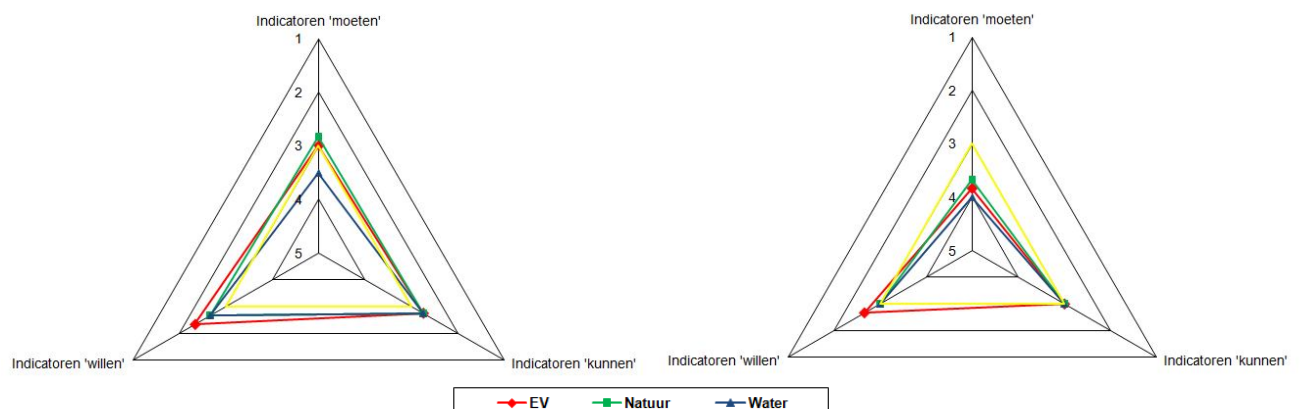 Indicatoren 'moeten'
1
2
3
4
5
Indicatoren 'willen'
Indicatoren 'kunnen'
Indicatoren 'moeten'
1
2
3
4
5
Indicatoren 'willen'
Indicatoren 'kunnen'
EV Natuur Water